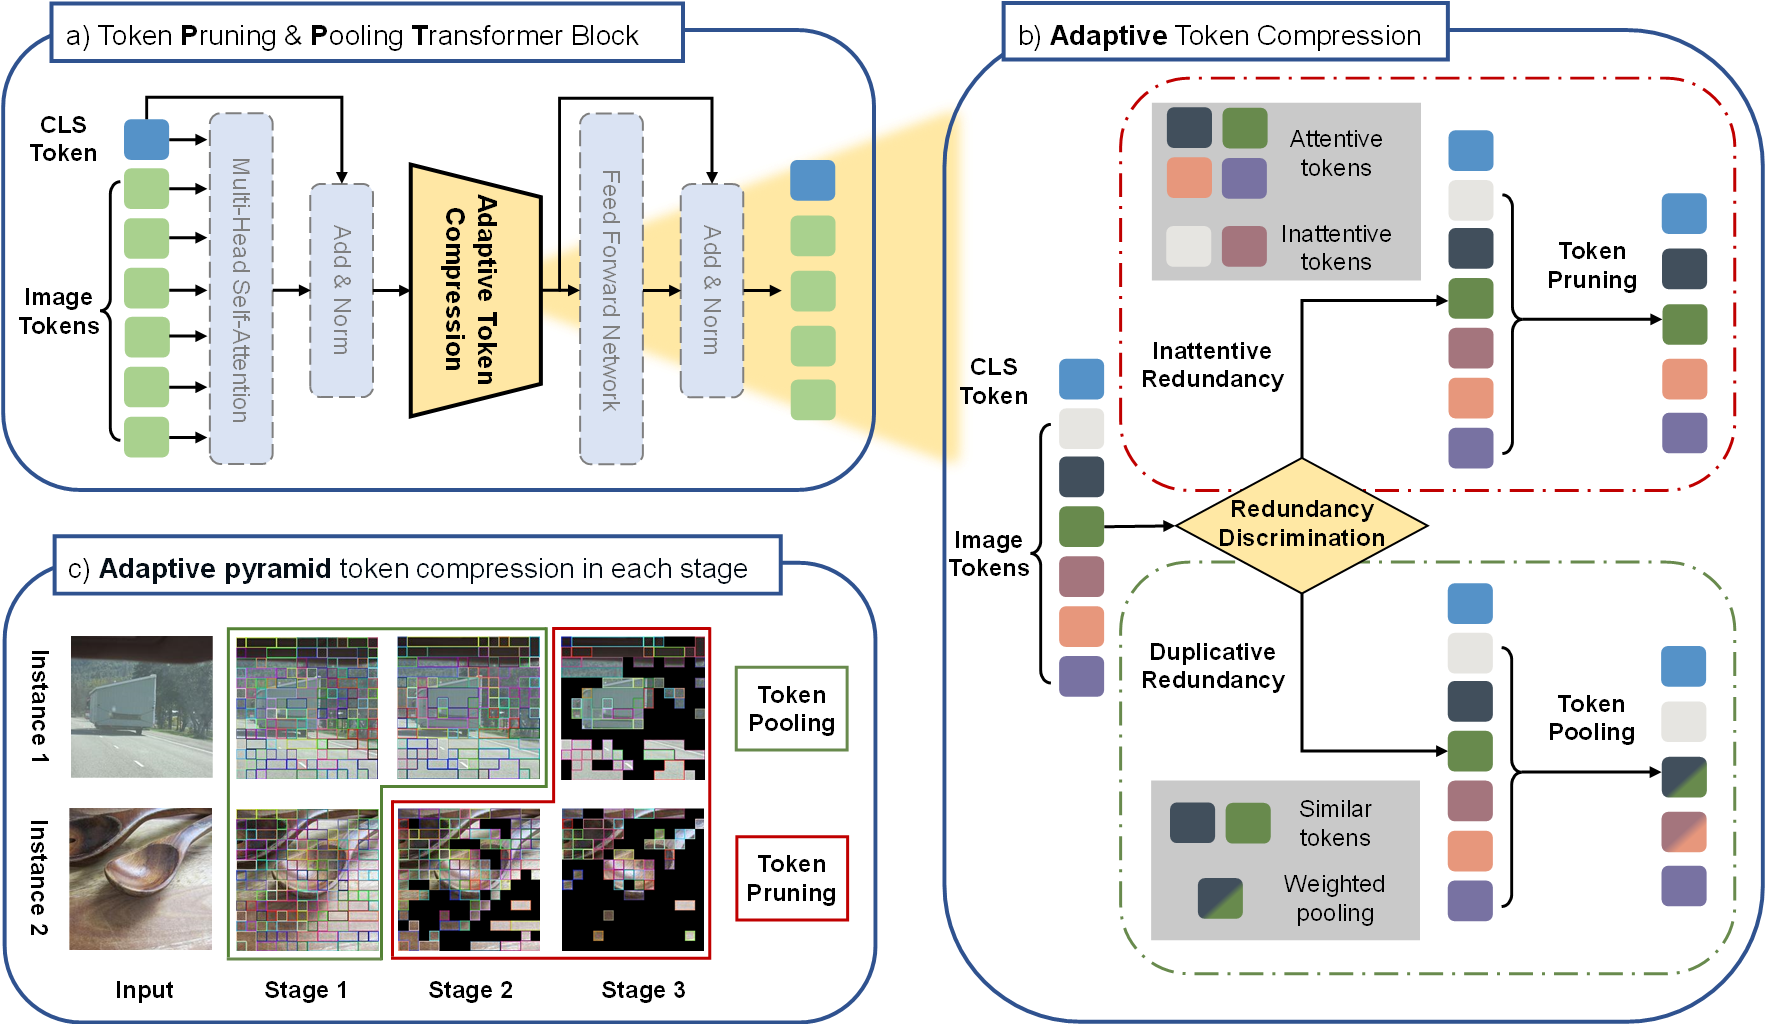 a) Token Pruning & Pooling Transformer Block
CLS
Token
Image
Tokens
Multi-Head Self-Attention
Add & Norm
Adaptive Token
Compression
Feed Forward Network
Add & Norm
b) Adaptive Token Compression
Attentive
tokens
Inattentive
tokens
Token
Pruning
Inattentive
Redundancy
CLS
Token
Image
Tokens
Redundancy
Discrimination
Duplicative
Redundancy
Token
Pooling
Similar
tokens
Weighted
pooling
c) Adaptive pyramid token compression in each stage
Instance 1
Token
Pooling
Instance 2
Token
Pruning
Input
Stage 1
Stage 2
Stage 3